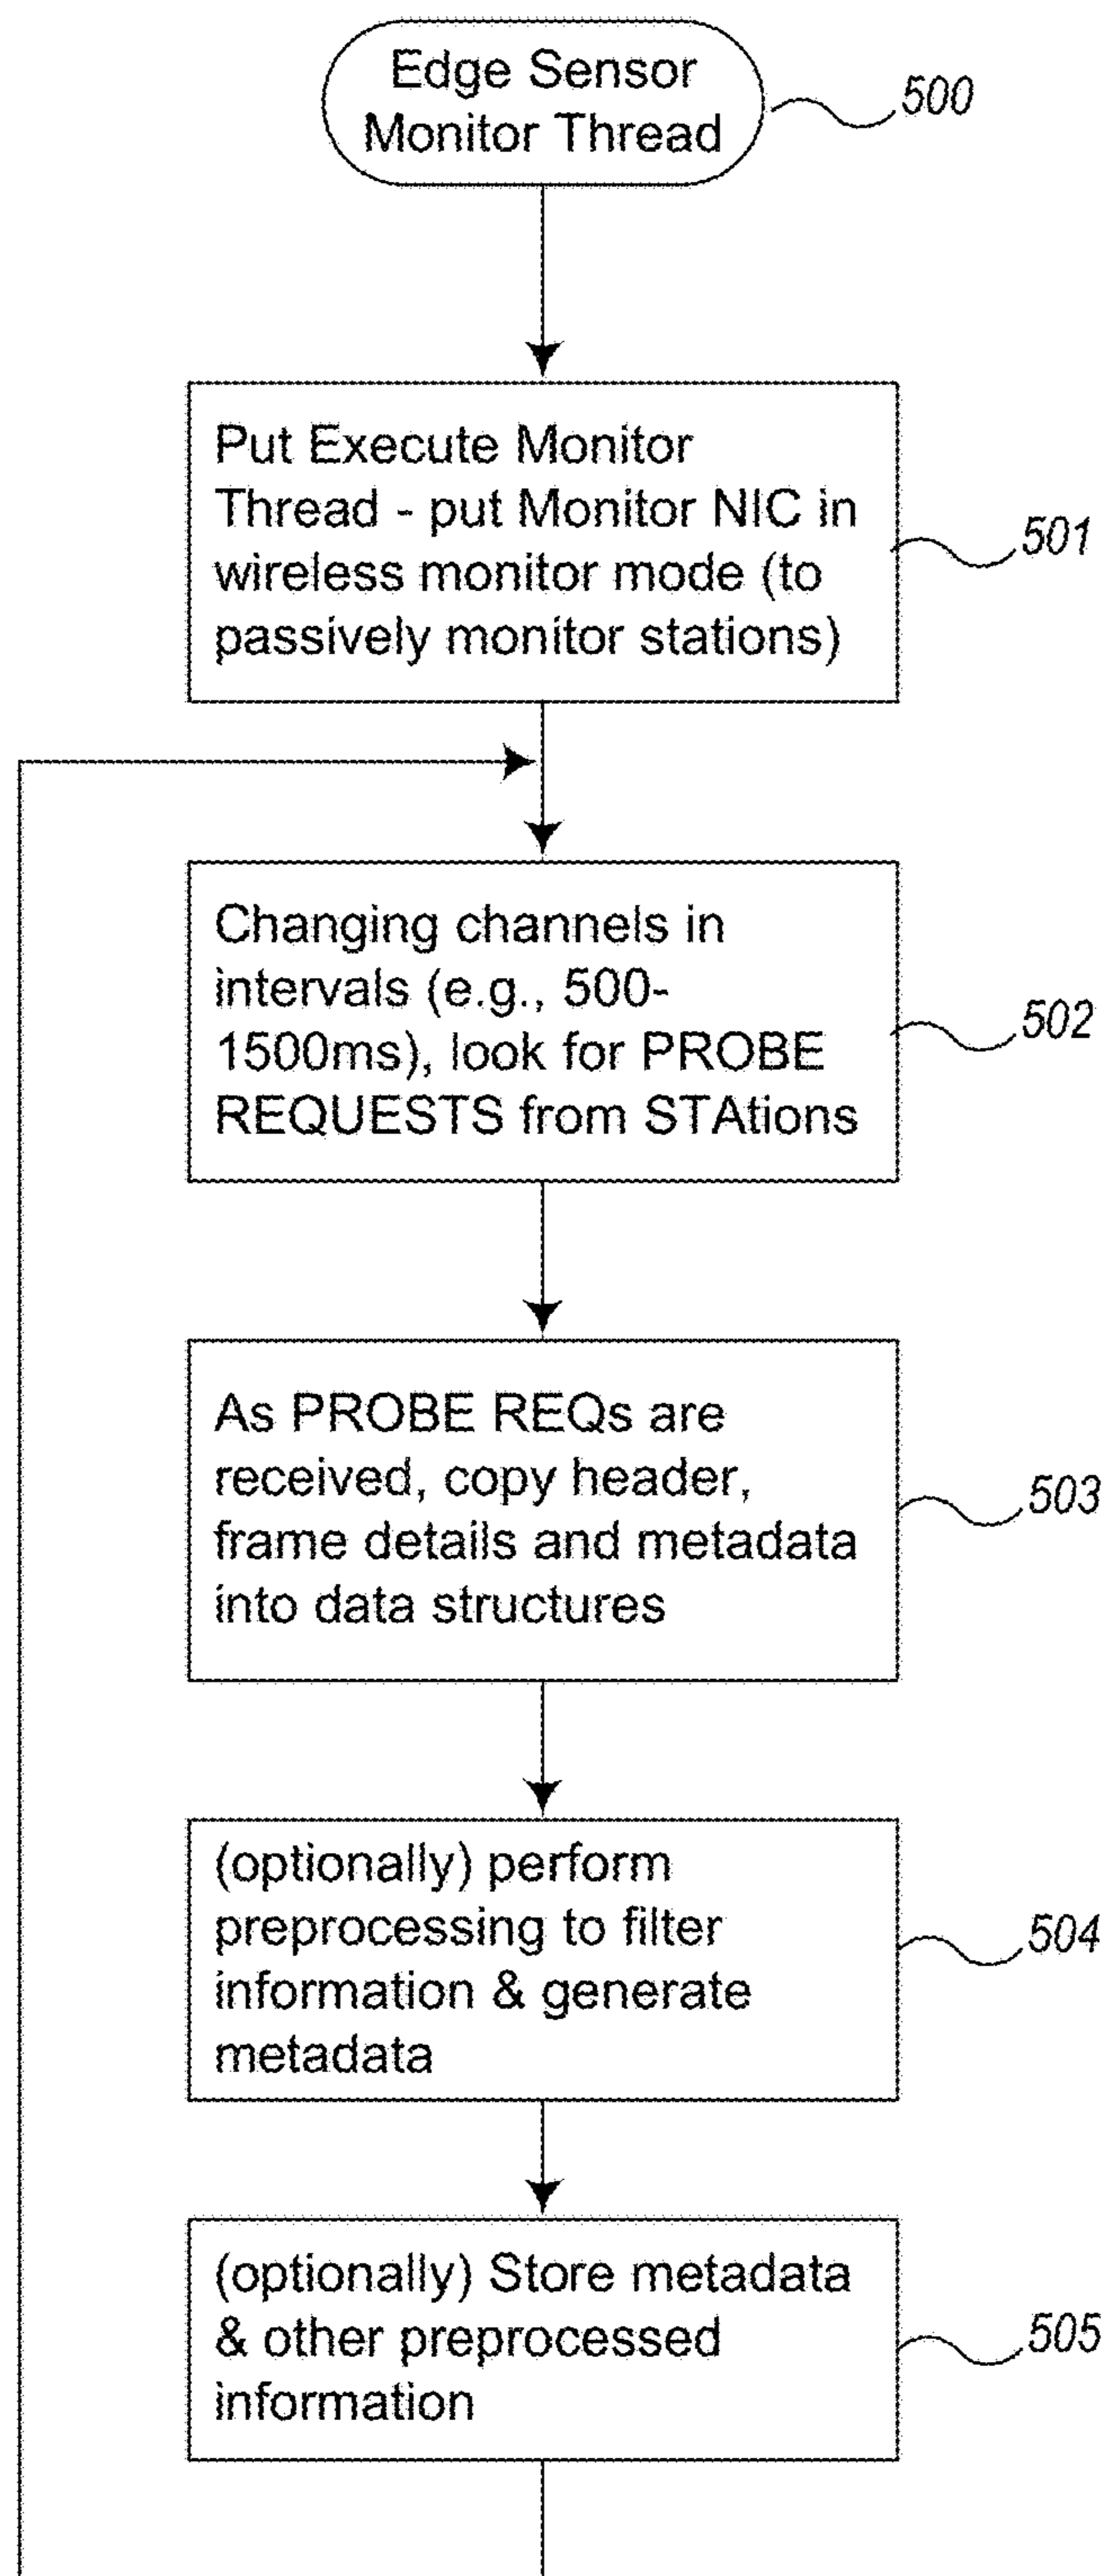 Edge Sensor
Monitor Thread
500
Put Execute Monitor
Thread - put Monitor NIC in
wireless monitor mode (to
passively monitor stations)
501
Changing channels in
intervals (e.g., 500-
1500ms), look for PROBE
REQUESTS from STAtions
502
As PROBE REQs are
received, copy header,
frame details and metadata
into data structures
503
(optionally) perform
preprocessing to filter
information & generate
metadata
504
(optionally) Store metadata
& other preprocessed
information
505